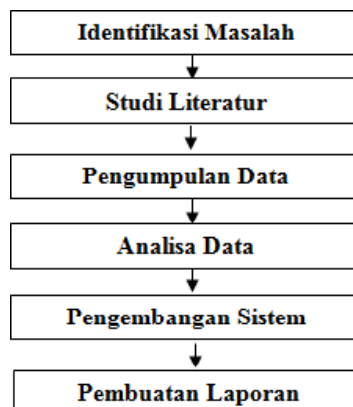 Identifikasi Masalah
Studi Literatur
Pengumpulan Data
Analisa Data
Pengembangan Sistem
Pembuatan Laporan